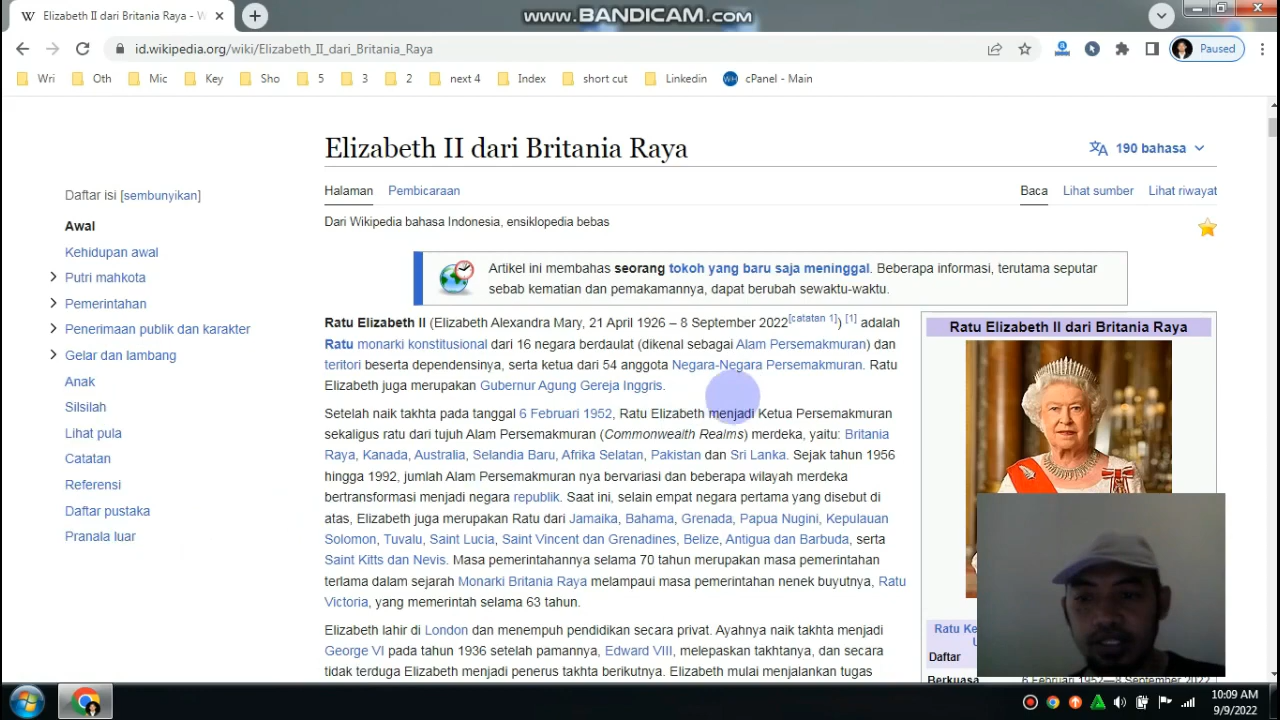 Elizabeth II dari Britania Raya - W
WWW.BANDICAM.COM
id.wikipedia.org/wiki/Elizabeth_II_dari_Britania_Raya
Paused
Wri
Oth
Mic
Key
Sho
5
3
2
next 4
Index
short cut
Linkedin
cPanel - Main
Elizabeth II dari Britania Raya
190 bahasa
Daftar isi [sembunyikan]
Awal
Kehidupan awal
Putri mahkota
Pemerintahan
Penerimaan publik dan karakter
Gelar dan lambang
Anak
Silsilah
Lihat pula
Catatan
Referensi
Daftar pustaka
Pranala luar
Halaman Pembicaraan
Baca Lihat sumber Lihat riwayat
Dari Wikipedia bahasa Indonesia, ensiklopedia bebas
Artikel ini membahas seorang tokoh yang baru saja meninggal. Beberapa informasi, terutama seputar
sebab kematian dan pemakamannya, dapat berubah sewaktu-waktu.
Ratu Elizabeth II (Elizabeth Alexandra Mary, 21 April 1926 – 8 September 2022[catatan 1]) [1] adalah
Ratu monarki konstitusional dari 16 negara berdaulat (dikenal sebagai Alam Persemakmuran) dan
teritori beserta dependensinya, serta ketua dari 54 anggota Negara-Negara Persemakmuran. Ratu
Elizabeth juga merupakan Gubernur Agung Gereja Inggris.
Setelah naik takhta pada tanggal 6 Februari 1952, Ratu Elizabeth menjadi Ketua Persemakmuran
sekaligus ratu dari tujuh Alam Persemakmuran (Commonwealth Realms) merdeka, yaitu: Britania
Raya, Kanada, Australia, Selandia Baru, Afrika Selatan, Pakistan dan Sri Lanka. Sejak tahun 1956
hingga 1992, jumlah Alam Persemakmuran nya bervariasi dan beberapa wilayah merdeka
bertransformasi menjadi negara republik. Saat ini, selain empat negara pertama yang disebut di
atas, Elizabeth juga merupakan Ratu dari Jamaika, Bahama, Grenada, Papua Nugini, Kepulauan
Solomon, Tuvalu, Saint Lucia, Saint Vincent dan Grenadines, Belize, Antigua dan Barbuda, serta
Saint Kitts dan Nevis. Masa pemerintahannya selama 70 tahun merupakan masa pemerintahan
terlama dalam sejarah Monarki Britania Raya melampaui masa pemerintahan nenek buyutnya, Ratu
Victoria, yang memerintah selama 63 tahun.
Elizabeth lahir di London dan menempuh pendidikan secara privat. Ayahnya naik takhta menjadi
George VI pada tahun 1936 setelah pamannya, Edward VIII, melepaskan takhtanya, dan secara
tidak terduga Elizabeth menjadi penerus takhta berikutnya. Elizabeth mulai menjalankan tugas
Ratu Elizabeth II dari Britania Raya
Ratu Ke
Daftar
Berkuasa 6 Februari 1952—8 September 2022
10:09 AM
9/9/2022